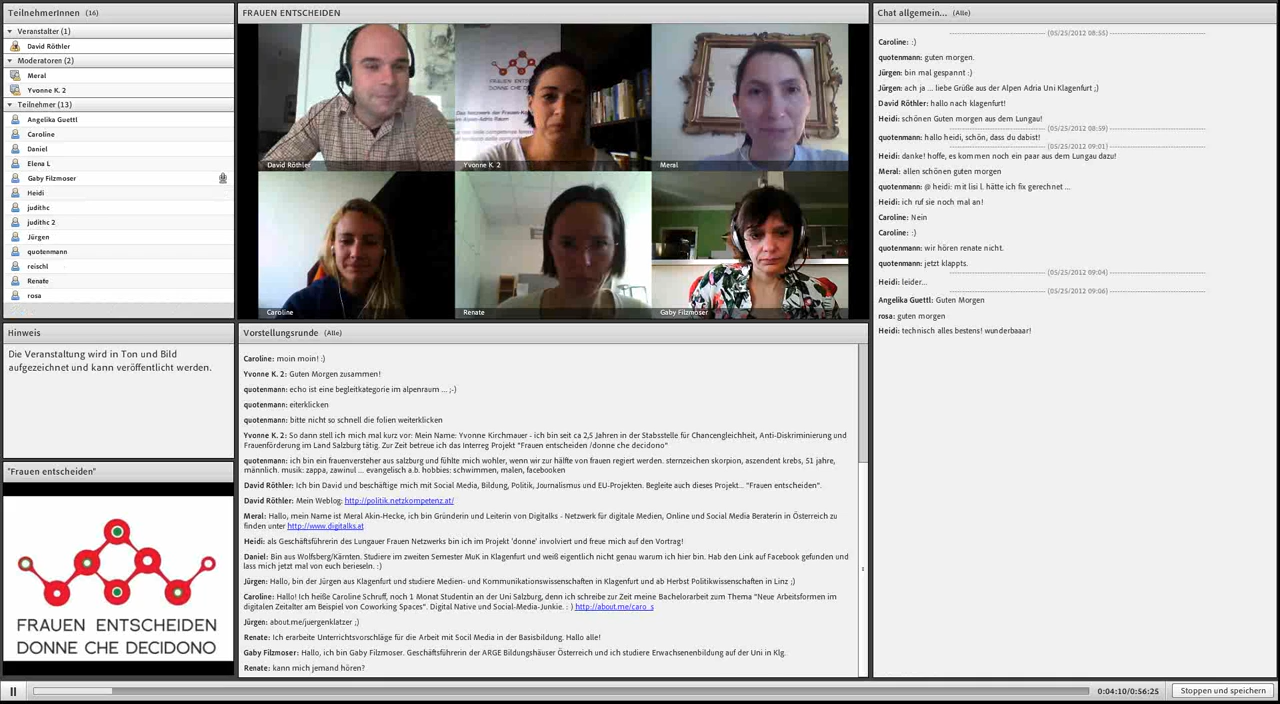 TeilnehmerInnen (16)
Veranstalter (1)
David Röthler
Moderatoren (2)
Meral
Yvonne K. 2
Teilnehmer (13)
Angelika Guettl
Caroline
Daniel
Elena L
Gaby Filzmoser
Heidi
judithc
judithc 2
Jürgen
quotenmann
reischl
Renate
rosa
Hinweis
Die Veranstaltung wird in Ton und Bild
aufgezeichnet und kann veröffentlicht werden.
"Frauen entscheiden"
FRAUEN ENTSCHEIDEN
DONNE CHE DECIDONO
FRAUEN ENTSCHEIDEN
David Röthler
Yvonne K. 2
Meral
Caroline
Renate
Gaby Filzmoser
Vorstellungsrunde (Alle)
Caroline: moin moin! :)
Yvonne K. 2: Guten Morgen zusammen!
quotenmann: echo ist eine begleitkategorie im alpenraum ... ;-)
quotenmann: eiterklicken
quotenmann: bitte nicht so schnell die folien weiterklicken
Yvonne K. 2: So dann stell ich mich mal kurz vor: Mein Name: Yvonne Kirchmauer - ich bin seit ca 2,5 Jahren in der Stabsstelle für Chancengleichheit, Anti-Diskriminierung und
Frauenförderung im Land Salzburg tätig. Zur Zeit betreue ich das Interreg Projekt "Frauen entscheiden /donne che decidono"
quotenmann: ich bin ein frauenversteher aus salzburg und fühlte mich wohler, wenn wir zur hälfte von frauen regiert werden. sternzeichen skorpion, aszendent krebs, 51 jahre,
männlich. musik: zappa, zawinul ... evangelisch a.b. hobbies: schwimmen, malen, facebooken
David Röthler: Ich bin David und beschäftige mich mit Social Media, Bildung, Politik, Journalismus und EU-Projekten. Begleite auch dieses Projekt... "Frauen entscheiden".
David Röthler: Mein Weblog: http://politik.netzkompetenz.at/
Meral: Hallo, mein Name ist Meral Akin-Hecke, ich bin Gründerin und Leiterin von Digitalks - Netzwerk für digitale Medien, Online und Social Media Beraterin in Österreich zu
finden unter http://www.digitalks.at
Heidi: als Geschäftsführerin des Lungauer Frauen Netzwerks bin ich im Projekt 'donne' involviert und freue mich auf den Vortrag!
Daniel: Bin aus Wolfsberg/Kärnten. Studiere im zweiten Semester MuK in Klagenfurt und weiß eigentlich nicht genau warum ich hier bin. Hab den Link auf Facebook gefunden und
lass mich jetzt mal von euch berieseln. :)
Jürgen: Hallo, bin der Jürgen aus Klagenfurt und studiere Medien- und Kommunikationswissenschaften in Klagenfurt und ab Herbst Politikwissenschaften in Linz ;)
Caroline: Hallo! Ich heiße Caroline Schruff, noch 1 Monat Studentin an der Uni Salzburg, denn ich schreibe zur Zeit meine Bachelorarbeit zum Thema "Neue Arbeitsformen im
digitalen Zeitalter am Beispiel von Coworking Spaces". Digital Native und Social-Media-Junkie. : ) http://about.me/caro_s
Jürgen: about.me/juergenklatzer ;)
Renate: Ich erarbeite Unterrichtsvorschläge für die Arbeit mit Socil Media in der Basisbildung. Hallo alle!
Gaby Filzmoser: Hallo, ich bin Gaby Filzmoser. Geschäftsführerin der ARGE Bildungshäuser Österreich und ich studiere Erwachsenenbildung auf der Uni in Klg.
Renate: kann mich jemand hören?
Chat allgemein... (Alle)
(05/25/2012 08:55)
Caroline: :)
quotenmann: guten morgen.
Jürgen: bin mal gespannt :)
Jürgen: ach ja ... liebe Grüße aus der Alpen Adria Uni Klagenfurt ;)
David Röthler: hallo nach klagenfurt!
Heidi: schönen Guten morgen aus dem Lungau!
(05/25/2012 08:59)
quotenmann: hallo heidi, schön, dass du dabist!
(05/25/2012 09:01)
Heidi: danke! hoffe, es kommen noch ein paar aus dem Lungau dazu!
Meral: allen schönen guten morgen
quotenmann: @ heidi: mit lisi l. hätte ich fix gerechnet ...
Heidi: ich ruf sie noch mal an!
Caroline: Nein
Caroline: :)
quotenmann: wir hören renate nicht.
quotenmann: jetzt klappts.
(05/25/2012 09:04)
Heidi: leider...
(05/25/2012 09:06)
Angelika Guettl: Guten Morgen
rosa: guten morgen
Heidi: technisch alles bestens! wunderbaaar!
0:04:10/0:56:25
Stoppen und speichern